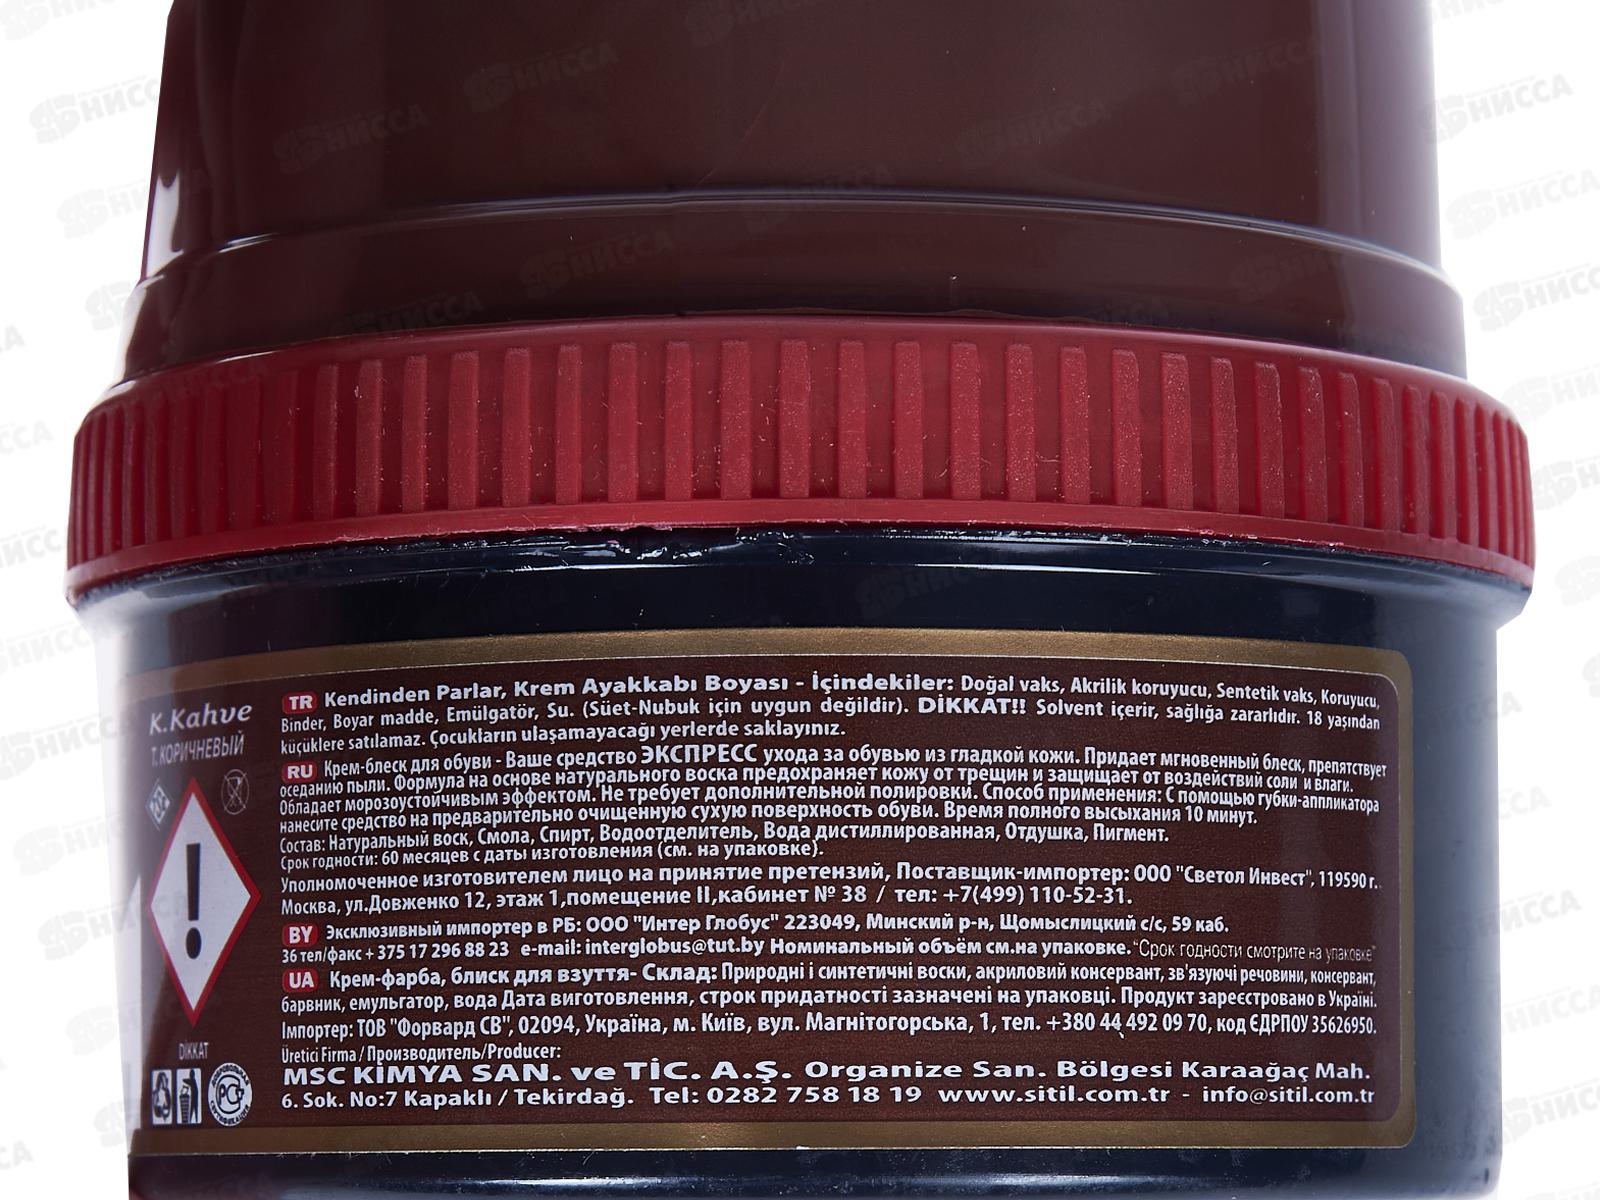 K.Kahve
Т. КОРИЧНЕВЫЙ
DİKKAT
TR Kendinden Parlar, Krem Ayakkabı Boyası - İçindekiler: Doğal vaks, Akrilik koruyucu, Sentetik vaks, Koruyucu,
Binder, Boyar madde, Emülgatör, Su. (Süet-Nubuk için uygun değildir). DİKKAT!! Solvent içerir, sağlığa zararlıdır. 18 yaşından
küçüklere satılamaz. Çocukların ulaşamayacağı yerlerde saklayınız.
RU Крем-блеск для обуви - Ваше средство ЭКСПРЕСС ухода за обувью из гладкой кожи. Придает мгновенный блеск, препятствует
оседанию пыли. Формула на основе натурального воска предохраняет кожу от трещин и защищает от воздействий соли и влаги.
Обладает морозоустойчивым эффектом. Не требует дополнительной полировки. Способ применения: С помощью губки-аппликатора
нанесите средство на предварительно очищенную сухую поверхность обуви. Время полного высыхания 10 минут.
Состав: Натуральный воск, Смола, Спирт, Водоотделитель, Вода дистиллированная, Отдушка, Пигмент.
Срок годности: 60 месяцев с даты изготовления (см. на упаковке).
Уполномоченное изготовителем лицо на принятие претензий, Поставщик-импортер: ООО "Светол Инвест", 119590 г.
Москва, ул.Довженко 12, этаж 1,помещение II,кабинет № 38 / тел: +7(499) 110-52-31.
BY Эксклюзивный импортер в РБ: ООО "Интер Глобус" 223049, Минский р-н, Щомыслицкий с/с, 59 каб.
36 тел/факс + 375 17 296 88 23 e-mail: interglobus@tut.by Номинальный объём см.на упаковке. "Срок годности смотрите на упаковке"
UA Крем-фарба, блиск для взуття- Склад: Природні і синтетичні воски, акриловий консервант, зв'язуючі речовини, консервант,
барвник, емульгатор, вода Дата виготовлення, строк придатності зазначені на упаковці. Продукт зареєстровано в Україні.
Імпортер: ТОВ "Форвард СВ", 02094, Україна, м. Київ, вул. Магнітогорська, 1, тел. +380 44 492 09 70, код ЄДРПОУ 35626950.
Üretici Firma / Производитель/Producer:
MSC KİMYA SAN. ve TİC. A.Ş. Organize San. Bölgesi Karaağaç Mah.
6. Sok. No:7 Kapaklı / Tekirdağ. Tel: 0282 758 18 19 www.sitil.com.tr - info@sitil.com.tr
НИССА